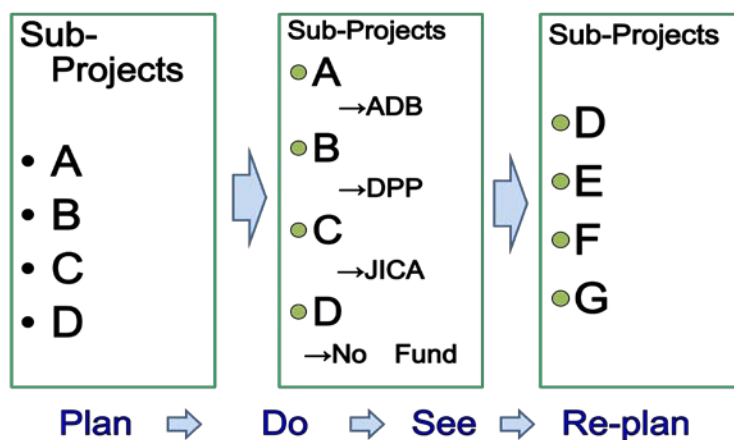 Sub-
Projects
• A
• B
• C
• D
Sub-Projects
A
→ADB
B
→DPP
C
→JICA
D
→No Fund
Sub-Projects
D
E
F
G
Plan Do See Re-plan